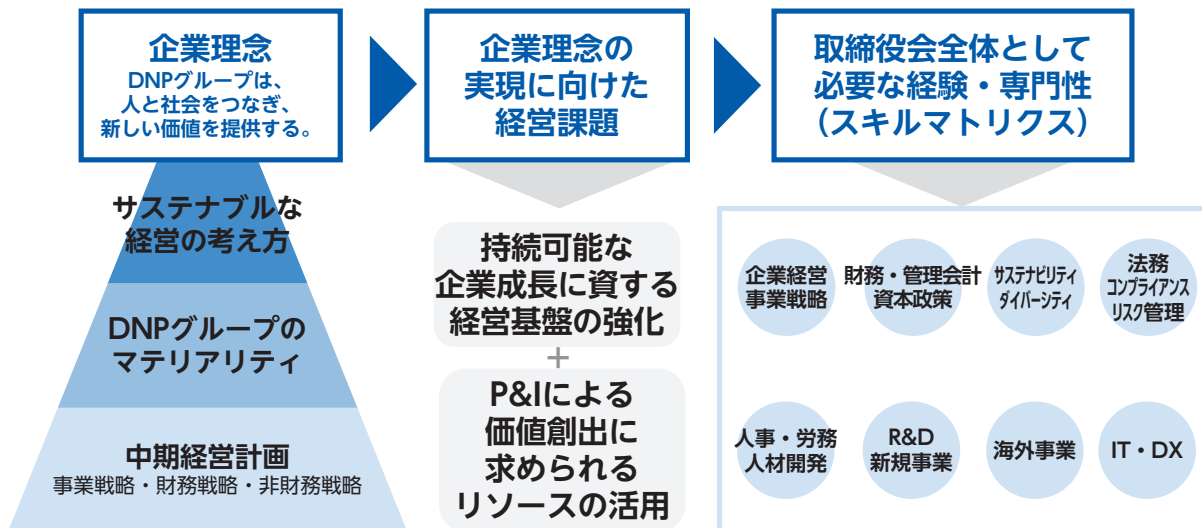 企業理念
DNPグループは、
人と社会をつなぎ、
新しい価値を提供する。
サステナブルな
経営の考え方
DNPグループの
マテリアリティ
中期経営計画
事業戦略・財務戦略・非財務戦略
企業理念の
実現に向けた
経営課題
持続可能な
企業成長に資する
経営基盤の強化
+
P&Iによる
価値創出に
求められる
リソースの活用
取締役会全体として
必要な経験・専門性
（スキルマトリクス）
企業経営
事業戦略
財務・管理会計
資本政策
サステナビリティ
ダイバーシティ
法務
コンプライアンス
リスク管理
人事・労務
人材開発
R&D
新規事業
海外事業
IT・DX